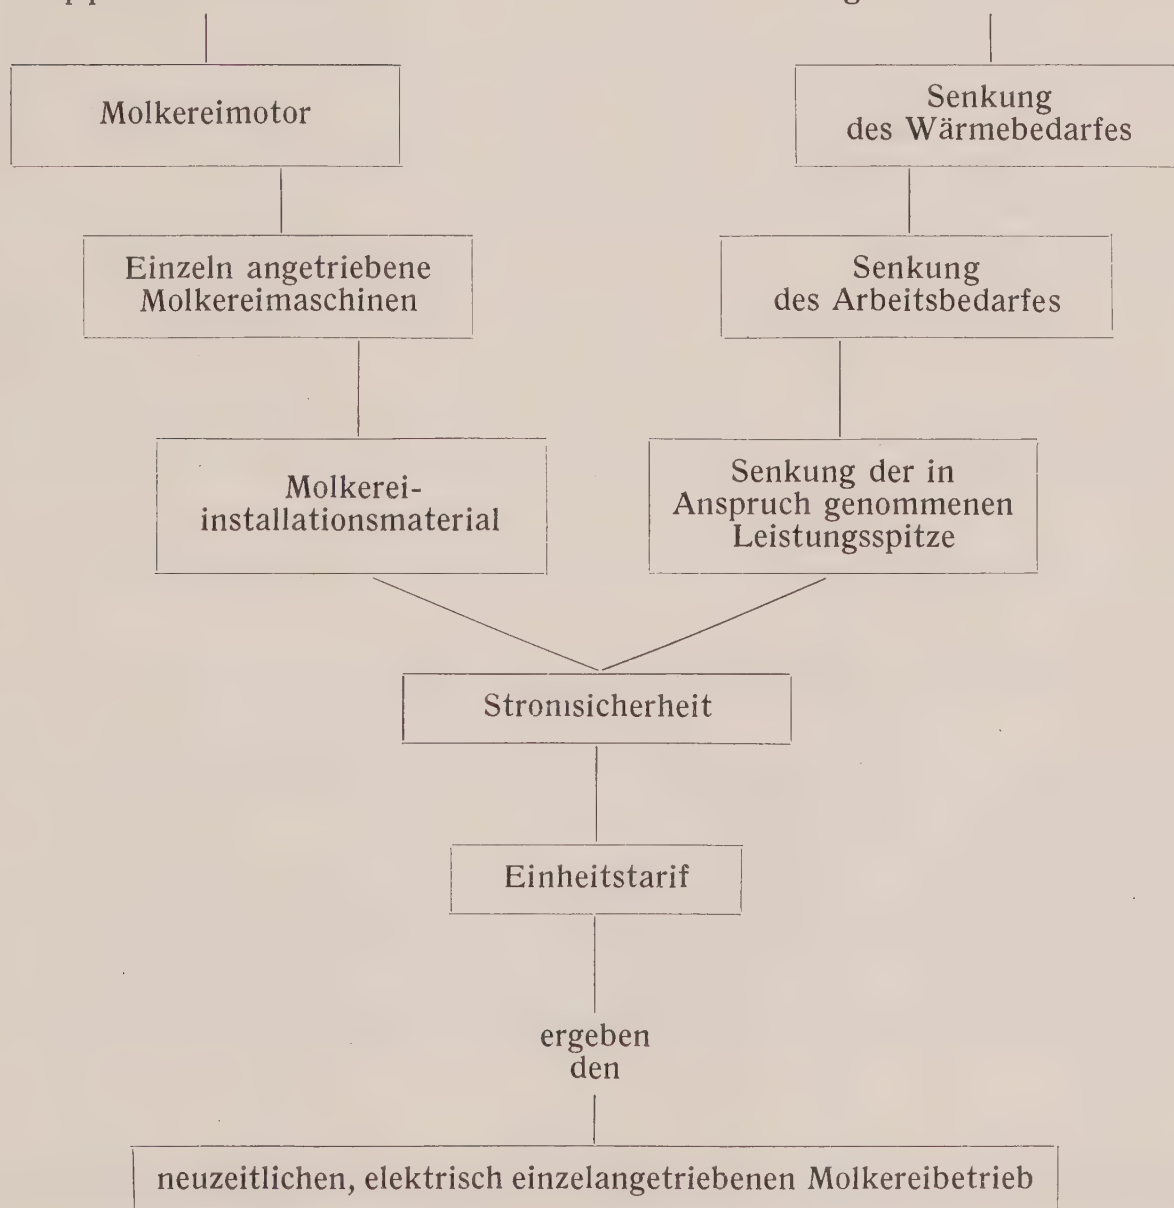 Molkereimotor
Senkung
des Wärmebedarfes
Einzeln angetriebene
Molkereimaschinen
Senkung
des Arbeitsbedarfes
Molkerei-
installationsmaterial
Senkung der in
Anspruch genommenen
Leistungsspitze
Stromsicherheit
Einheitstarif
ergeben
den
neuzeitlichen, elektrisch einzelangetriebenen Molkereibetrieb